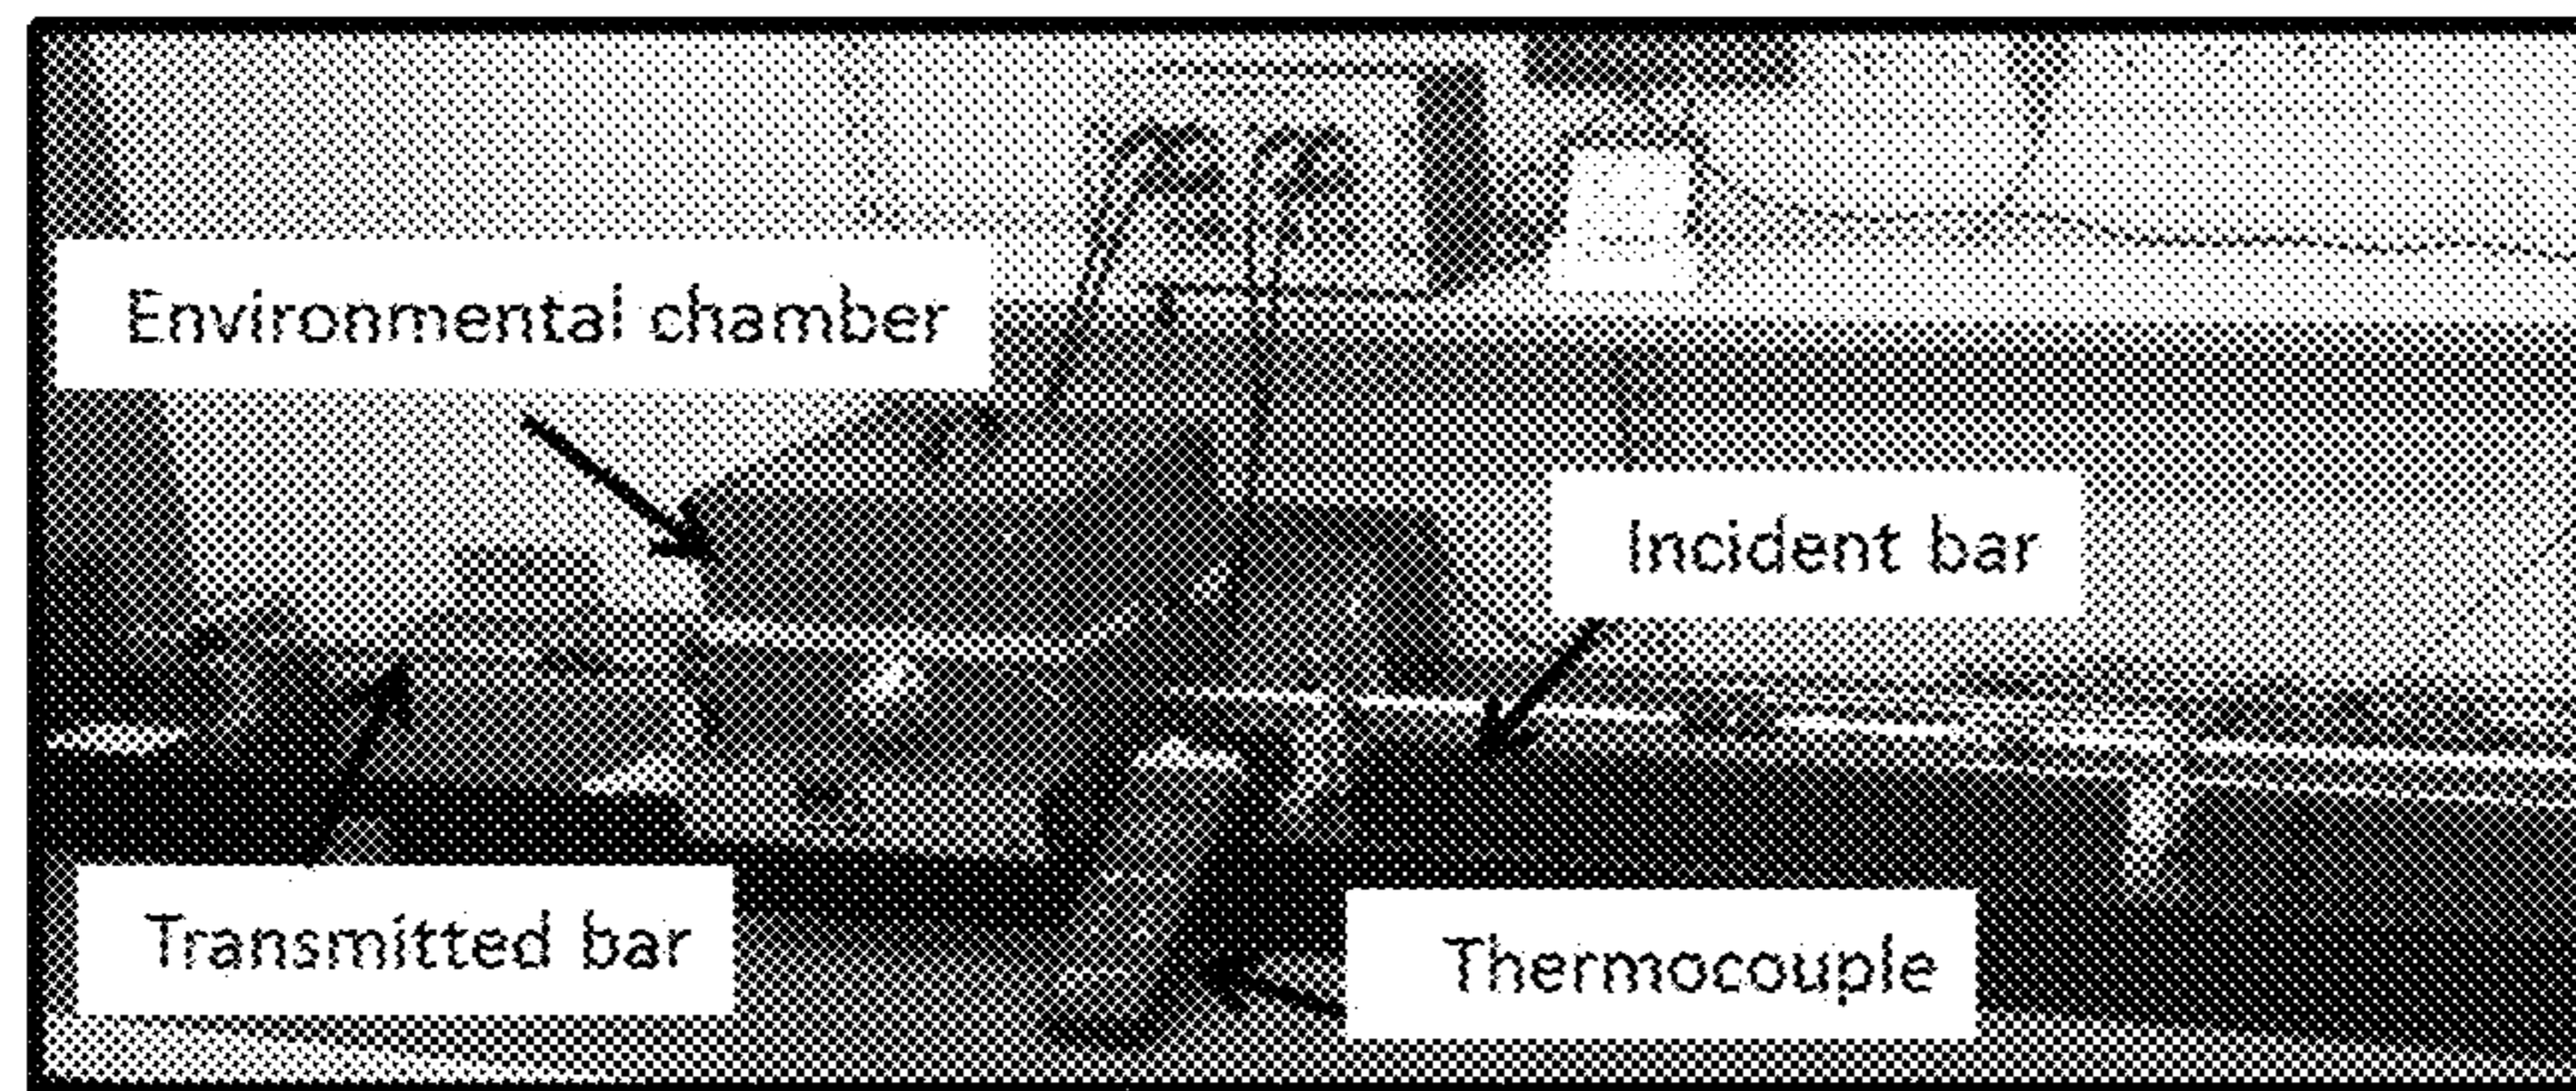 Environmental chamber
Incident bar
Transmitted bar
Thermocouple